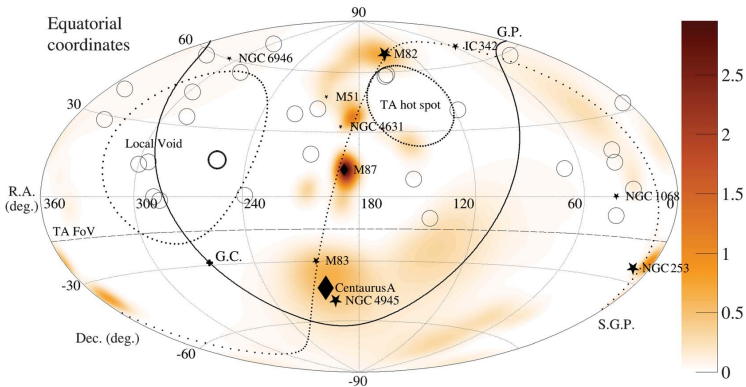 Equatorial
coordinates
90
60
30
0
-30
-60
-90
R.A.
(deg.)
360
300
240
180
120
60
Dec. (deg.)
TA FoV
G.P.
S.G.P.
G.C.
Local Void
TA hot spot
NGC 6946
M82
IC 342
M51
NGC 4631
M87
NGC 1068
M83
Centaurus A
NGC 4945
NGC 253
2.5
2
1.5
1
0.5
0